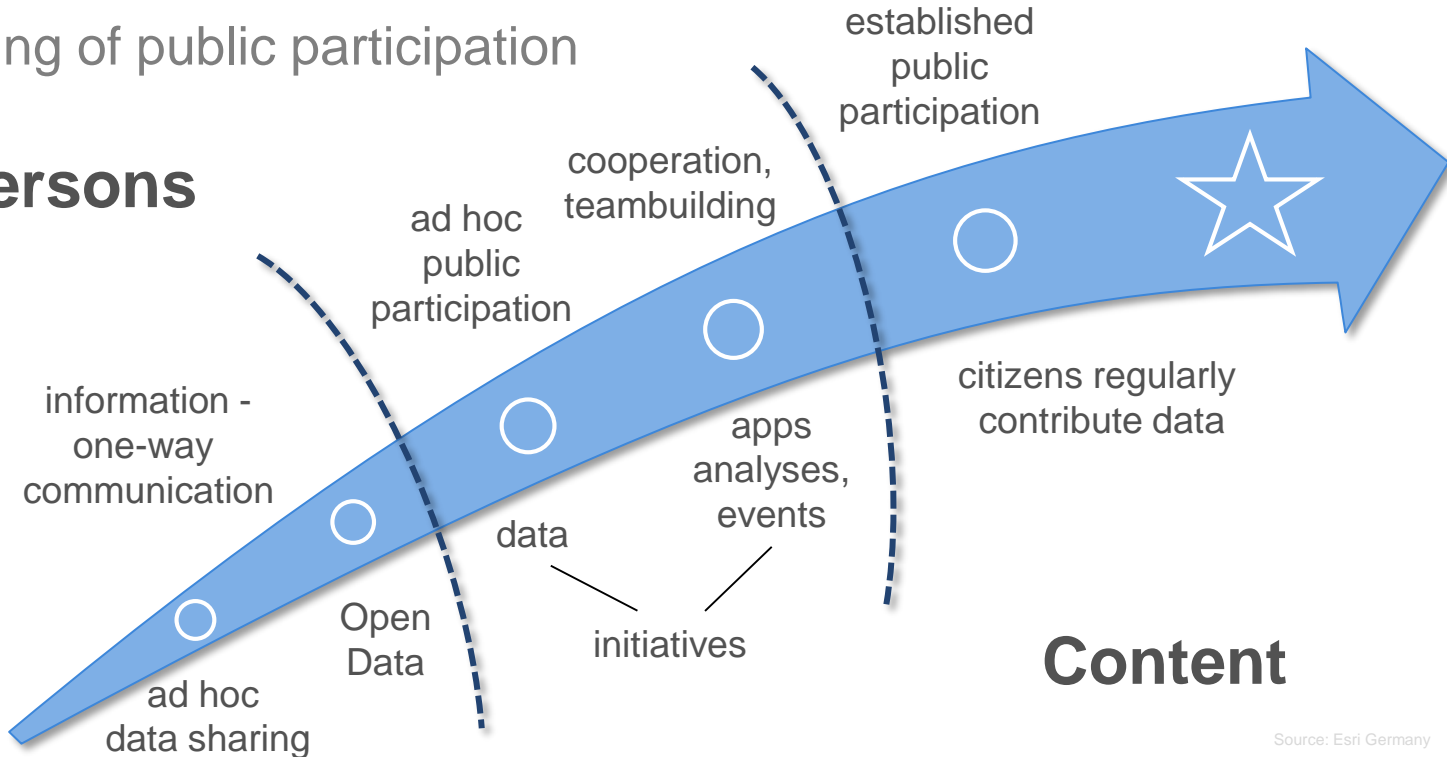 ng of public participation
ersons
established
public
participation
cooperation,
teambuilding
ad hoc
public
participation
information -
one-way
communication
citizens regularly
contribute data
apps
analyses,
events
data
initiatives
Open
Data
ad hoc
data sharing
Content
Source: Esri Germany